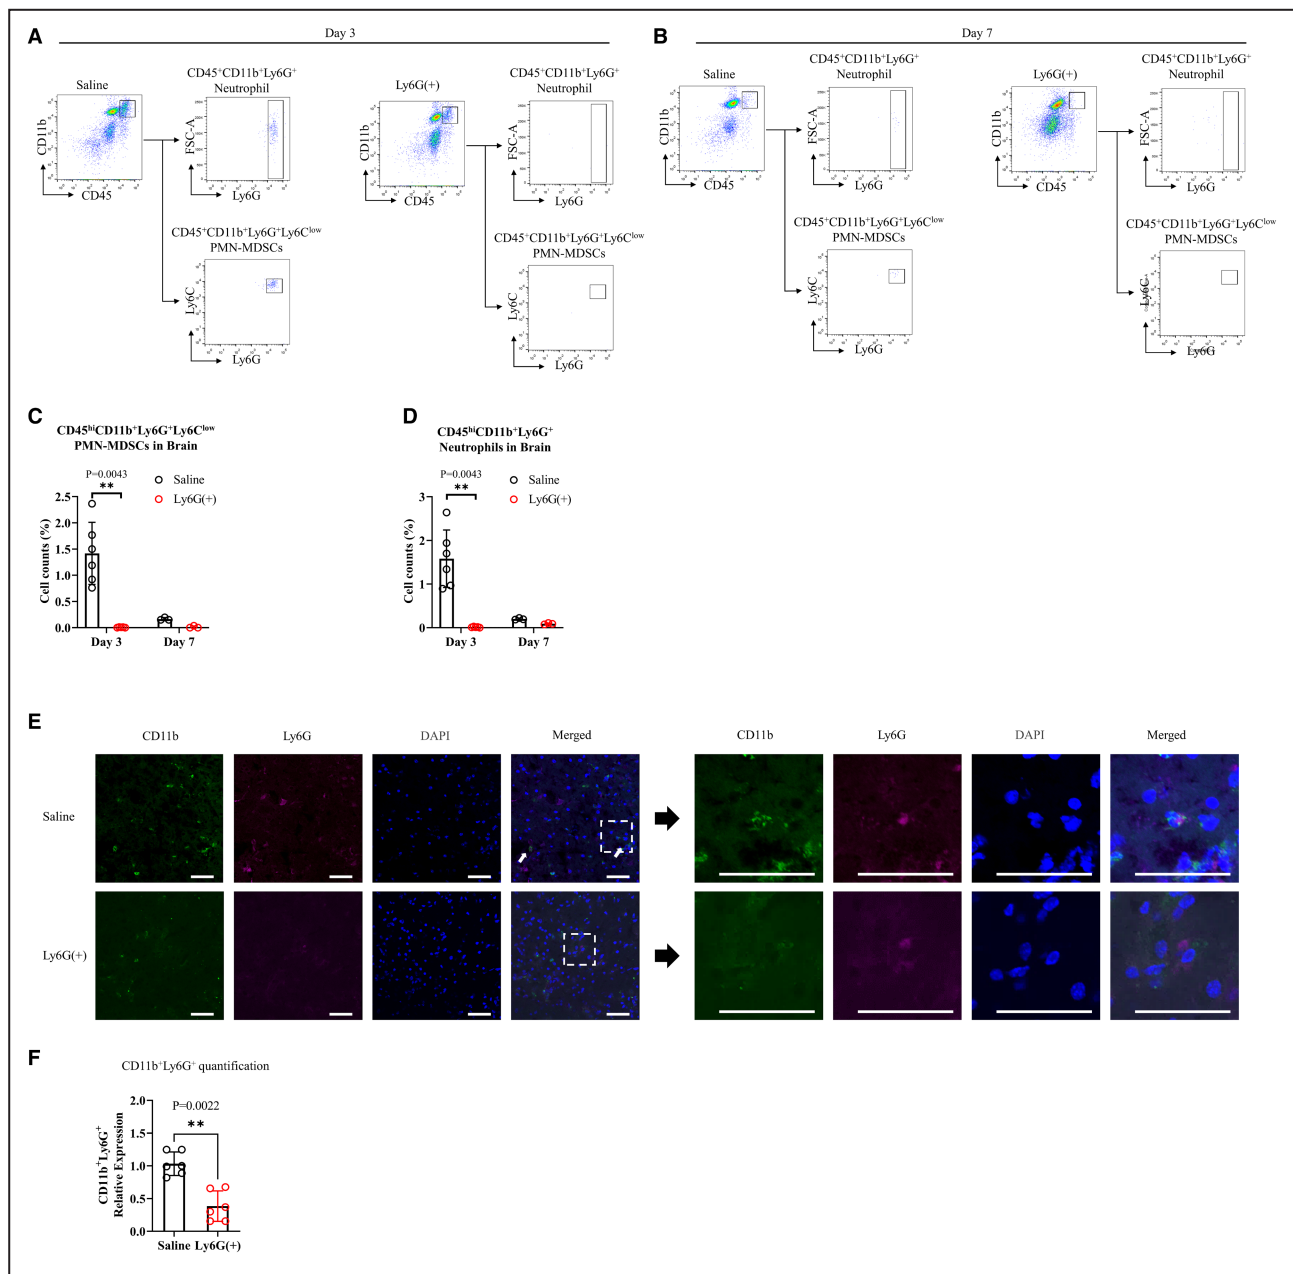 A
Day 3
Saline
CD45⁺CD11b⁺Ly6G⁺
Neutrophil
CD11b
CD45
FSC-A
Ly6G
CD45⁺CD11b⁺Ly6G⁺Ly6Cˡᵒʷ
PMN-MDSCs
Ly6C
Ly6G
Ly6G(+)
CD45⁺CD11b⁺Ly6G⁺
Neutrophil
CD11b
CD45
FSC-A
Ly6G
CD45⁺CD11b⁺Ly6G⁺Ly6Cˡᵒʷ
PMN-MDSCs
Ly6C
Ly6G
B
Day 7
Saline
CD45⁺CD11b⁺Ly6G⁺
Neutrophil
CD11b
CD45
FSC-A
Ly6G
CD45⁺CD11b⁺Ly6G⁺Ly6Cˡᵒʷ
PMN-MDSCs
Ly6C
Ly6G
Ly6G(+)
CD45⁺CD11b⁺Ly6G⁺
Neutrophil
CD11b
CD45
FSC-A
Ly6G
CD45⁺CD11b⁺Ly6G⁺Ly6Cˡᵒʷ
PMN-MDSCs
Ly6C
Ly6G
C
CD45ʰⁱCD11b⁺Ly6G⁺Ly6Cˡᵒʷ
PMN-MDSCs in Brain
P=0.0043
**
Saline
Ly6G(+)
Cell counts (%)
2.5
2.0
1.5
1.0
0.5
0.0
Day 3 Day 7
D
CD45ʰⁱCD11b⁺Ly6G⁺
Neutrophils in Brain
P=0.0043
**
Saline
Ly6G(+)
Cell counts (%)
3
2
1
0
Day 3 Day 7
E
CD11b Ly6G DAPI Merged CD11b Ly6G DAPI Merged
Saline
Ly6G(+)
F
CD11b⁺Ly6G⁺ quantification
P=0.0022
**
CD11b⁺Ly6G⁺
Relative Expression
2.0
1.5
1.0
0.5
0.0
Saline Ly6G(+)